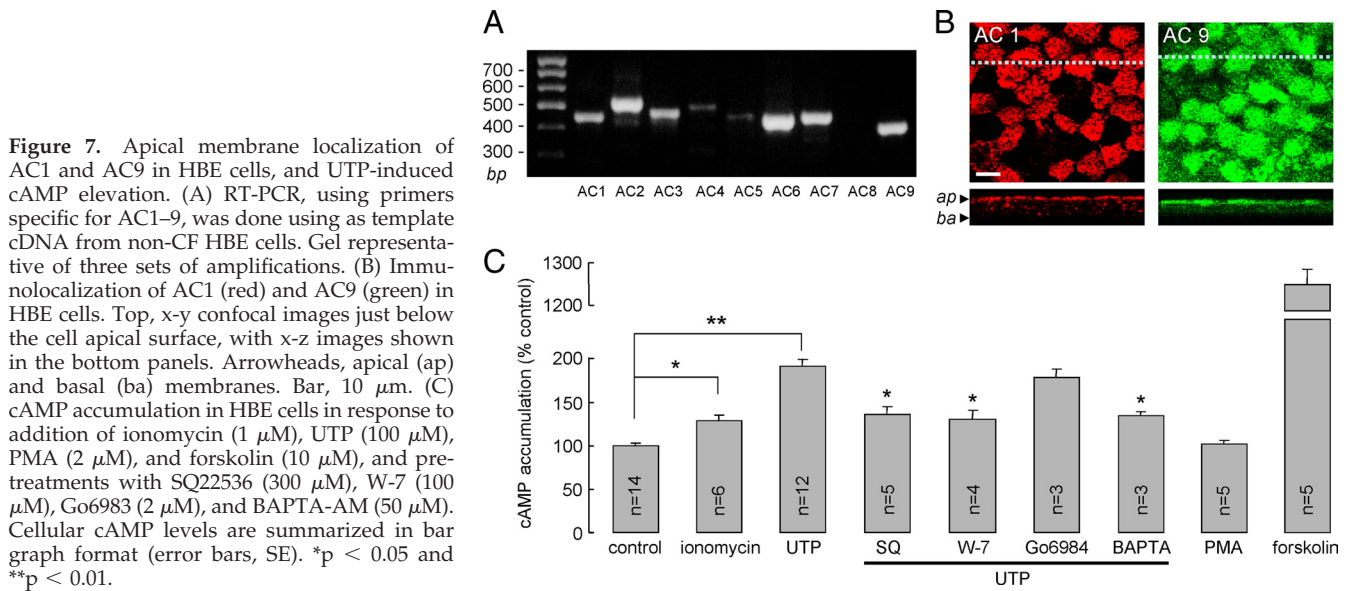 Figure 7. Apical membrane localization of
AC1 and AC9 in HBE cells, and UTP-induced
cAMP elevation. (A) RT-PCR, using primers
specific for AC1–9, was done using as template
cDNA from non-CF HBE cells. Gel representa-
tive of three sets of amplifications. (B) Immu-
nolocalization of AC1 (red) and AC9 (green) in
HBE cells. Top, x-y confocal images just below
the cell apical surface, with x-z images shown
in the bottom panels. Arrowheads, apical (ap)
and basal (ba) membranes. Bar, 10 μm. (C)
cAMP accumulation in HBE cells in response to
addition of ionomycin (1 μM), UTP (100 μM),
PMA (2 μM), and forskolin (10 μM), and pre-
treatments with SQ22536 (300 μM), W-7 (100
μM), Go6983 (2 μM), and BAPTA-AM (50 μM).
Cellular cAMP levels are summarized in bar
graph format (error bars, SE). *p < 0.05 and
**p < 0.01.
A
700 -
600 -
500 -
400 -
300 -
bp
AC1 AC2 AC3 AC4 AC5 AC6 AC7 AC8 AC9
B
AC 1
AC 9
ap
ba
C
cAMP accumulation (% control)
1300
1200
200
150
100
50
0
*
**
* * *
n=14 n=6 n=12 n=5 n=4 n=3 n=3 n=5 n=5
control ionomycin UTP SQ W-7 Go6984 BAPTA PMA forskolin
UTP